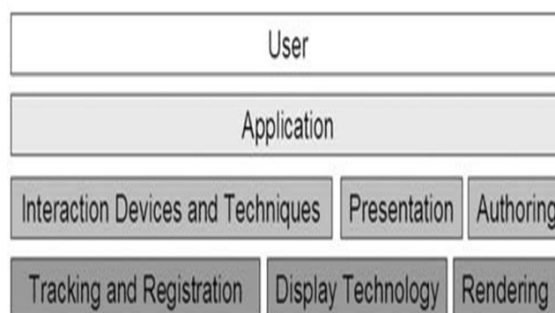 User
Application
Interaction Devices and Techniques Presentation Authoring
Tracking and Registration Display Technology Rendering